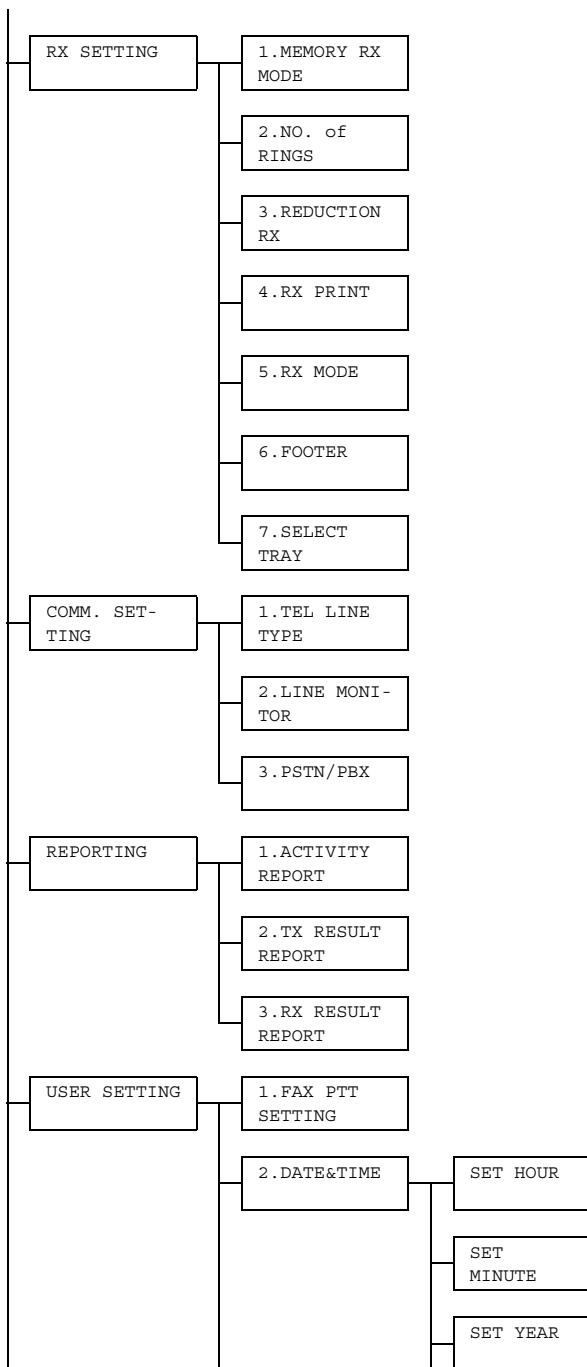 RX SETTING
1.MEMORY RX
MODE
2.NO. of
RINGS
3.REDUCTION
RX
4.RX PRINT
5.RX MODE
6.FOOTER
7.SELECT
TRAY
COMM. SET-
TING
1.TEL LINE
TYPE
2.LINE MONI-
TOR
3.PSTN/PBX
REPORTING
1.ACTIVITY
REPORT
2.TX RESULT
REPORT
3.RX RESULT
REPORT
USER SETTING
1.FAX PTT
SETTING
2.DATE&TIME
SET HOUR
SET
MINUTE
SET YEAR